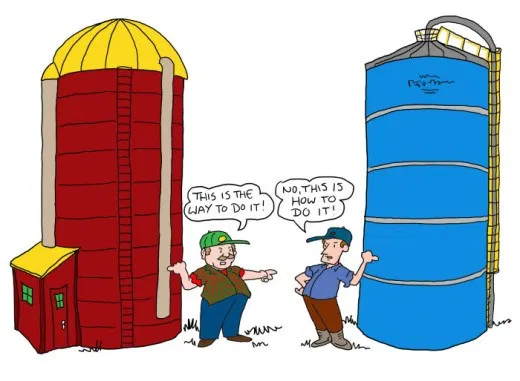 THIS IS THE
WAY TO DO IT!
NO, THIS IS
HOW TO
DO IT!